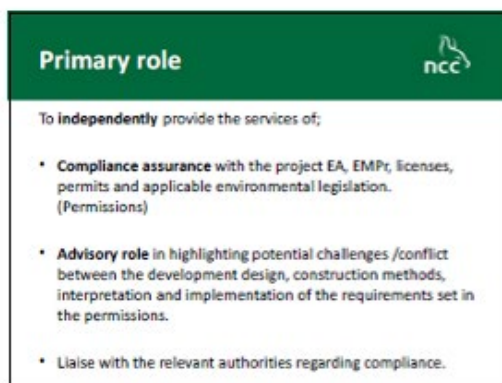 Primary role
ncc
To independently provide the services of;
• Compliance assurance with the project EA, EMPr, licenses,
permits and applicable environmental legislation.
(Permissions)
• Advisory role in highlighting potential challenges /conflict
between the development design, construction methods,
interpretation and implementation of the requirements set in
the permissions.
• Liaise with the relevant authorities regarding compliance.